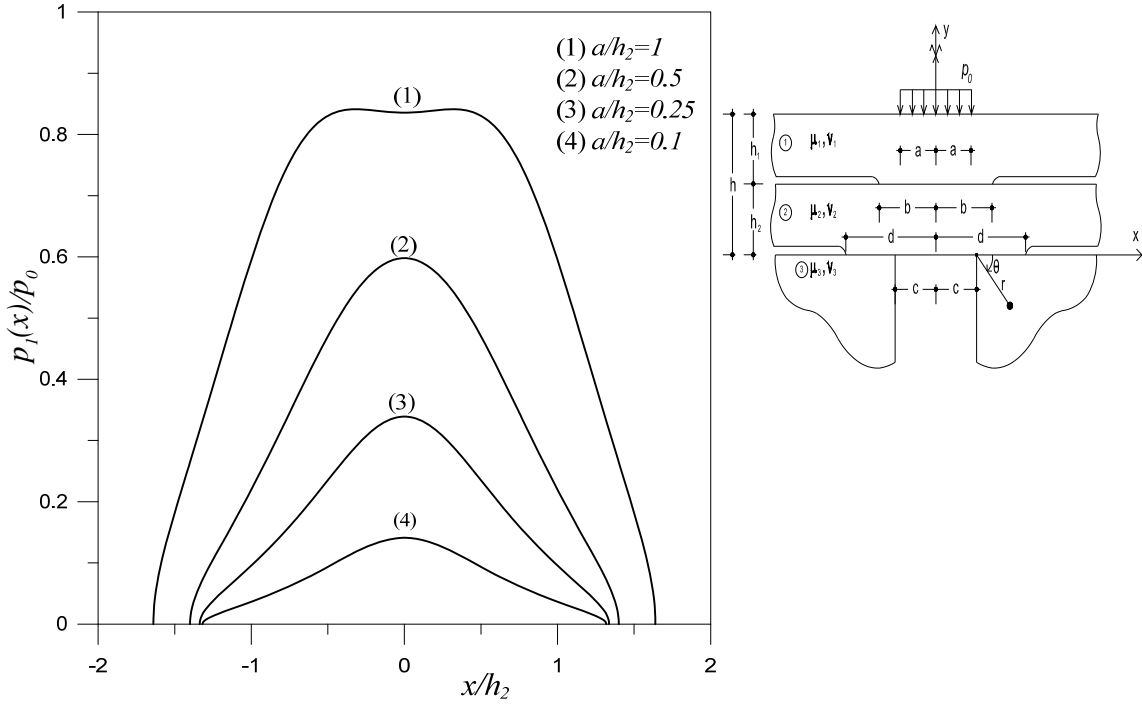 p₁(x)/p₀
1
0.8
0.6
0.4
0.2
0
-2
-1
0
1
2
x/h₂
(1) a/h₂=1
(2) a/h₂=0.5
(3) a/h₂=0.25
(4) a/h₂=0.1
(1)
(2)
(3)
(4)
y
p₀
① μ₁,ν₁
a
a
h₁
h
② μ₂,ν₂
b
b
h₂
d
d
x
③ μ₃,ν₃
θ
r
c
c